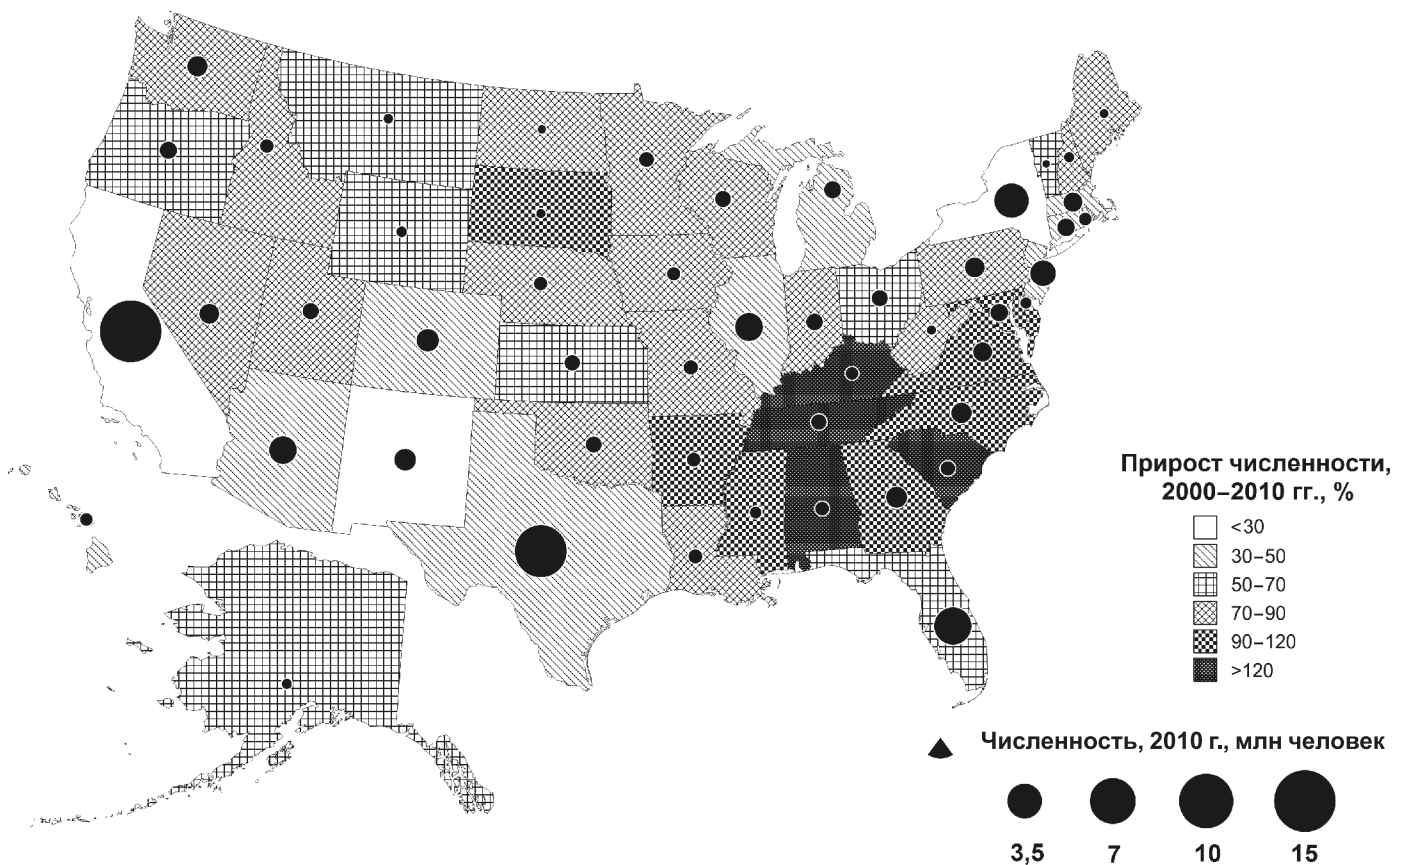 Прирост численности,
2000–2010 гг., %
<30
30–50
50–70
70–90
90–120
>120
Численность, 2010 г., млн человек
3,5 7 10 15